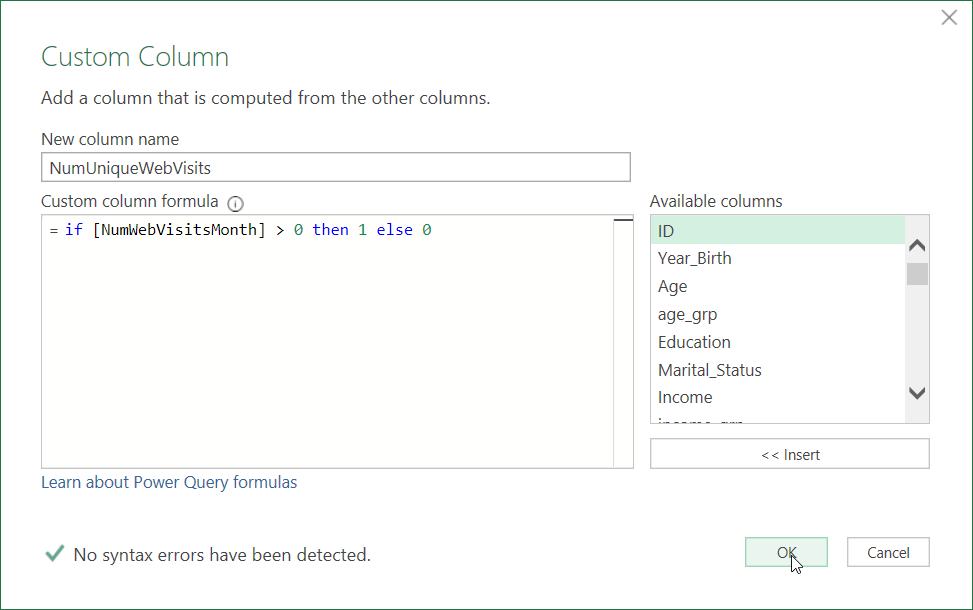 Custom Column
Add a column that is computed from the other columns.
New column name
NumUniqueWebVisits
Custom column formula
= if [NumWebVisitsMonth] > 0 then 1 else 0
Available columns
ID
Year_Birth
Age
age_grp
Education
Marital_Status
Income
<< Insert
Learn about Power Query formulas
No syntax errors have been detected.
OK
Cancel